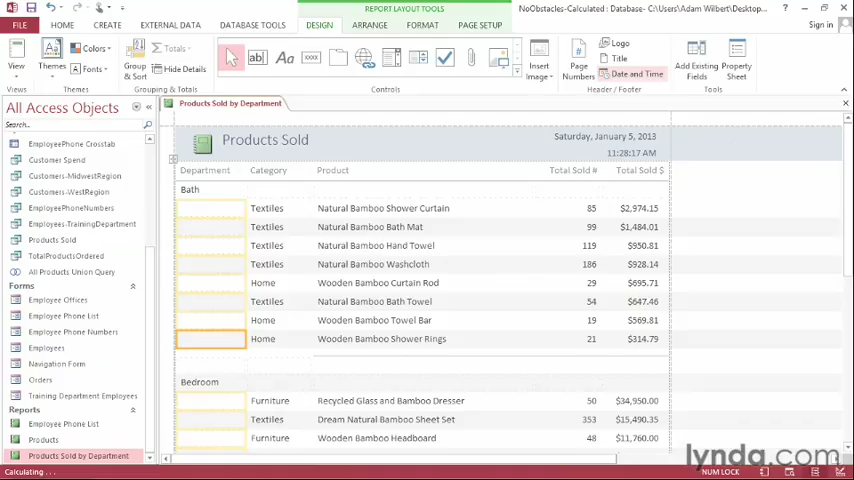 REPORT LAYOUT TOOLS
NoObstacles-Calculated : Database- C:\Users\Adam Wilbert\Desktop...
FILE HOME CREATE EXTERNAL DATA DATABASE TOOLS DESIGN ARRANGE FORMAT PAGE SETUP Sign in
View
Views
Themes
Colors
Fonts
Themes
Group & Sort
Totals
Hide Details
Grouping & Totals
ab|
Aa
xxxx
Controls
Insert Image
Page Numbers
Logo
Title
Date and Time
Header / Footer
Add Existing Fields
Property Sheet
Tools
All Access Objects
Search...
EmployeePhone Crosstab
Customer Spend
Customers-MidwestRegion
Customers-WestRegion
EmployeePhoneNumbers
Employees-TrainingDepartment
Products Sold
TotalProductsOrdered
All Products Union Query
Forms
Employee Offices
Employee Phone List
Employee Phone Numbers
Employees
Navigation Form
Orders
Training Department Employees
Reports
Employee Phone List
Products
Products Sold by Department
Products Sold by Department
Products Sold
Saturday, January 5, 2013
11:28:17 AM
Department Category Product Total Sold # Total Sold $
Bath
Textiles Natural Bamboo Shower Curtain 85 $2,974.15
Textiles Natural Bamboo Bath Mat 99 $1,484.01
Textiles Natural Bamboo Hand Towel 119 $950.81
Textiles Natural Bamboo Washcloth 186 $928.14
Home Wooden Bamboo Curtain Rod 29 $695.71
Textiles Natural Bamboo Bath Towel 54 $647.46
Home Wooden Bamboo Towel Bar 19 $569.81
Home Wooden Bamboo Shower Rings 21 $314.79
Bedroom
Furniture Recycled Glass and Bamboo Dresser 50 $34,950.00
Textiles Dream Natural Bamboo Sheet Set 353 $15,490.35
Furniture Wooden Bamboo Headboard 48 $11,760.00
lynda.com
Calculating . . .
NUM LOCK